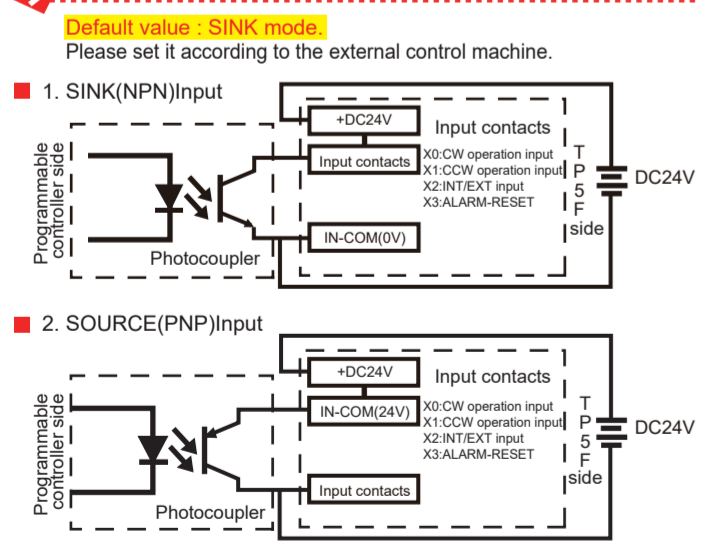 Default value : SINK mode.
Please set it according to the external control machine.
1. SINK(NPN)Input
+DC24V
Input contacts
Input contacts
X0:CW operation input
X1:CCW operation input
X2:INT/EXT input
X3:ALARM-RESET
IN-COM(0V)
TP5F
side
DC24V
Programmable
controller side
Photocoupler
2. SOURCE(PNP)Input
+DC24V
Input contacts
IN-COM(24V)
X0:CW operation input
X1:CCW operation input
X2:INT/EXT input
X3:ALARM-RESET
Input contacts
TP5F
side
DC24V
Programmable
controller side
Photocoupler